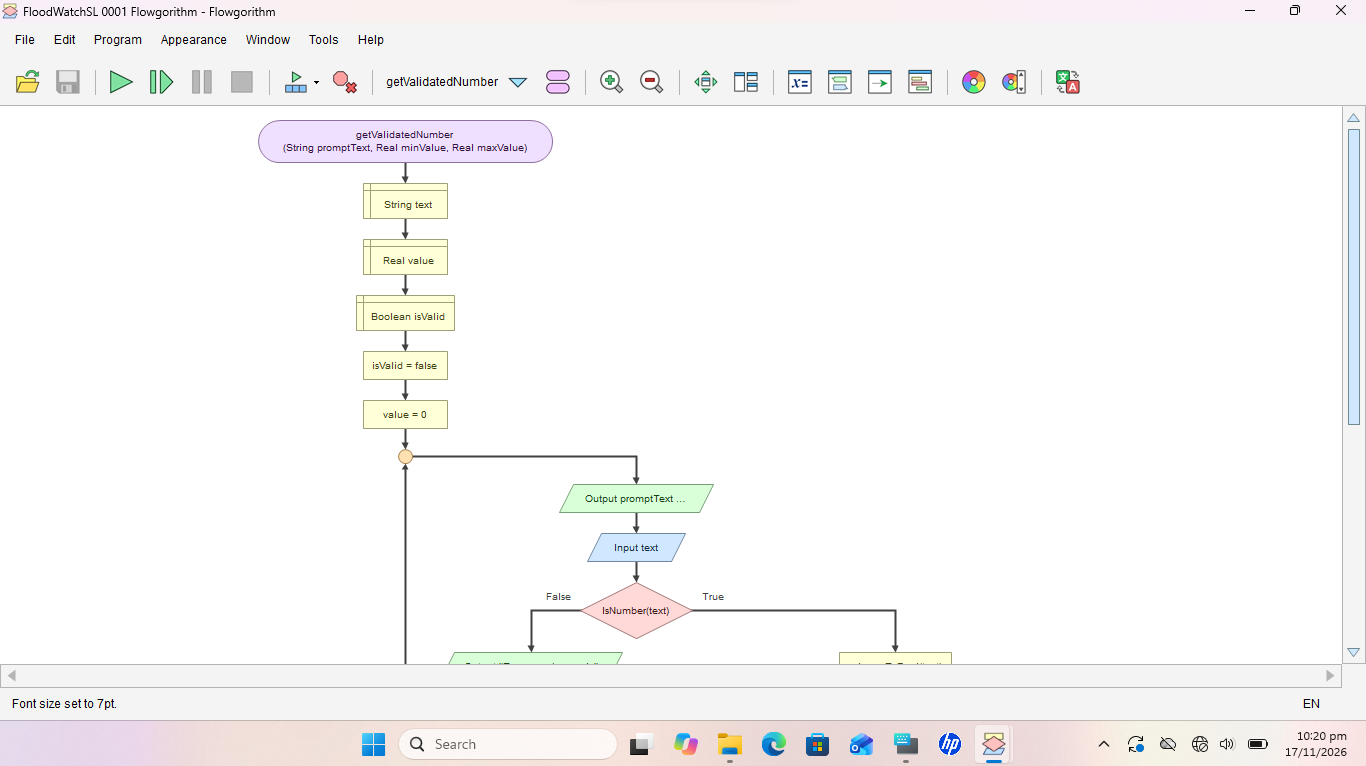 FloodWatchSL 0001 Flowgorithm - Flowgorithm
File Edit Program Appearance Window Tools Help
getValidatedNumber
getValidatedNumber
(String promptText, Real minValue, Real maxValue)
String text
Real value
Boolean isValid
isValid = false
value = 0
Output promptText ...
Input text
False
True
IsNumber(text)
Font size set to 7pt.
EN
Search
10:20 pm
17/11/2026